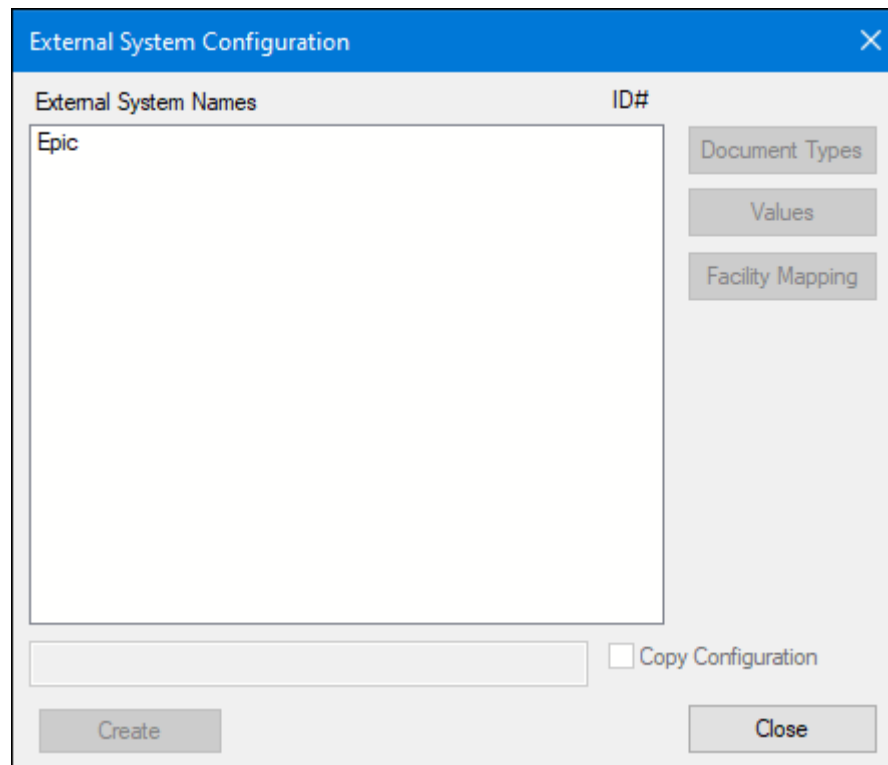 External System Configuration
External System Names ID#
Epic
Document Types
Values
Facility Mapping
Copy Configuration
Create
Close